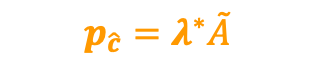 p_ĉ = λ* Ã